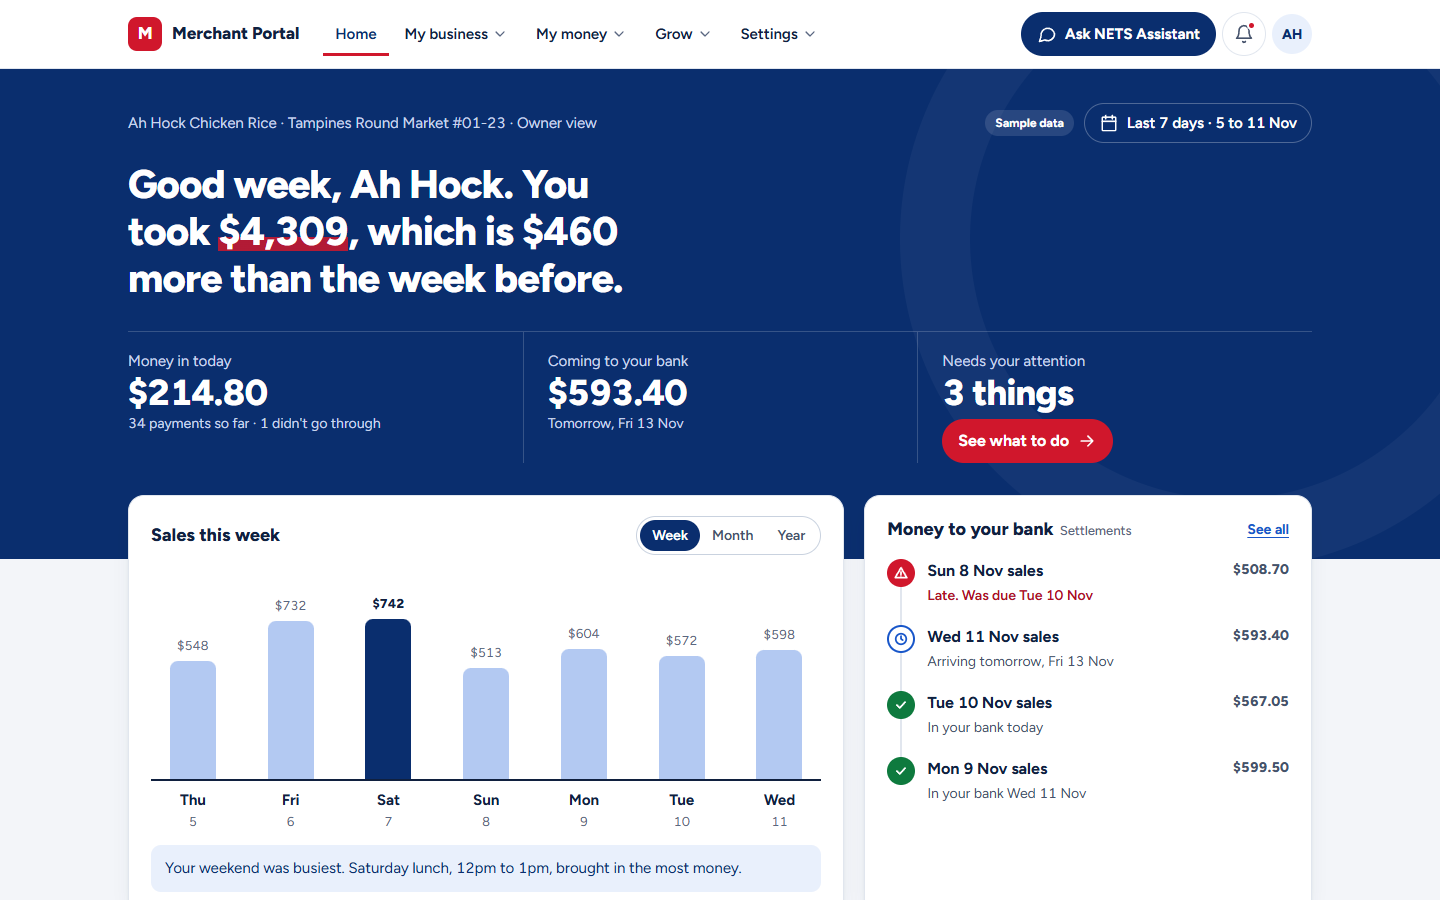 M Merchant Portal Home My business My money Grow Settings Ask NETS Assistant AH
Ah Hock Chicken Rice · Tampines Round Market #01-23 · Owner view
Sample data Last 7 days · 5 to 11 Nov
Good week, Ah Hock. You
took $4,309, which is $460
more than the week before.
Money in today
$214.80
34 payments so far · 1 didn't go through
Coming to your bank
$593.40
Tomorrow, Fri 13 Nov
Needs your attention
3 things
See what to do
Sales this week
Week Month Year
$548 $732 $742 $513 $604 $572 $598
Thu Fri Sat Sun Mon Tue Wed
5 6 7 8 9 10 11
Your weekend was busiest. Saturday lunch, 12pm to 1pm, brought in the most money.
Money to your bank Settlements See all
Sun 8 Nov sales $508.70
Late. Was due Tue 10 Nov
Wed 11 Nov sales $593.40
Arriving tomorrow, Fri 13 Nov
Tue 10 Nov sales $567.05
In your bank today
Mon 9 Nov sales $599.50
In your bank Wed 11 Nov